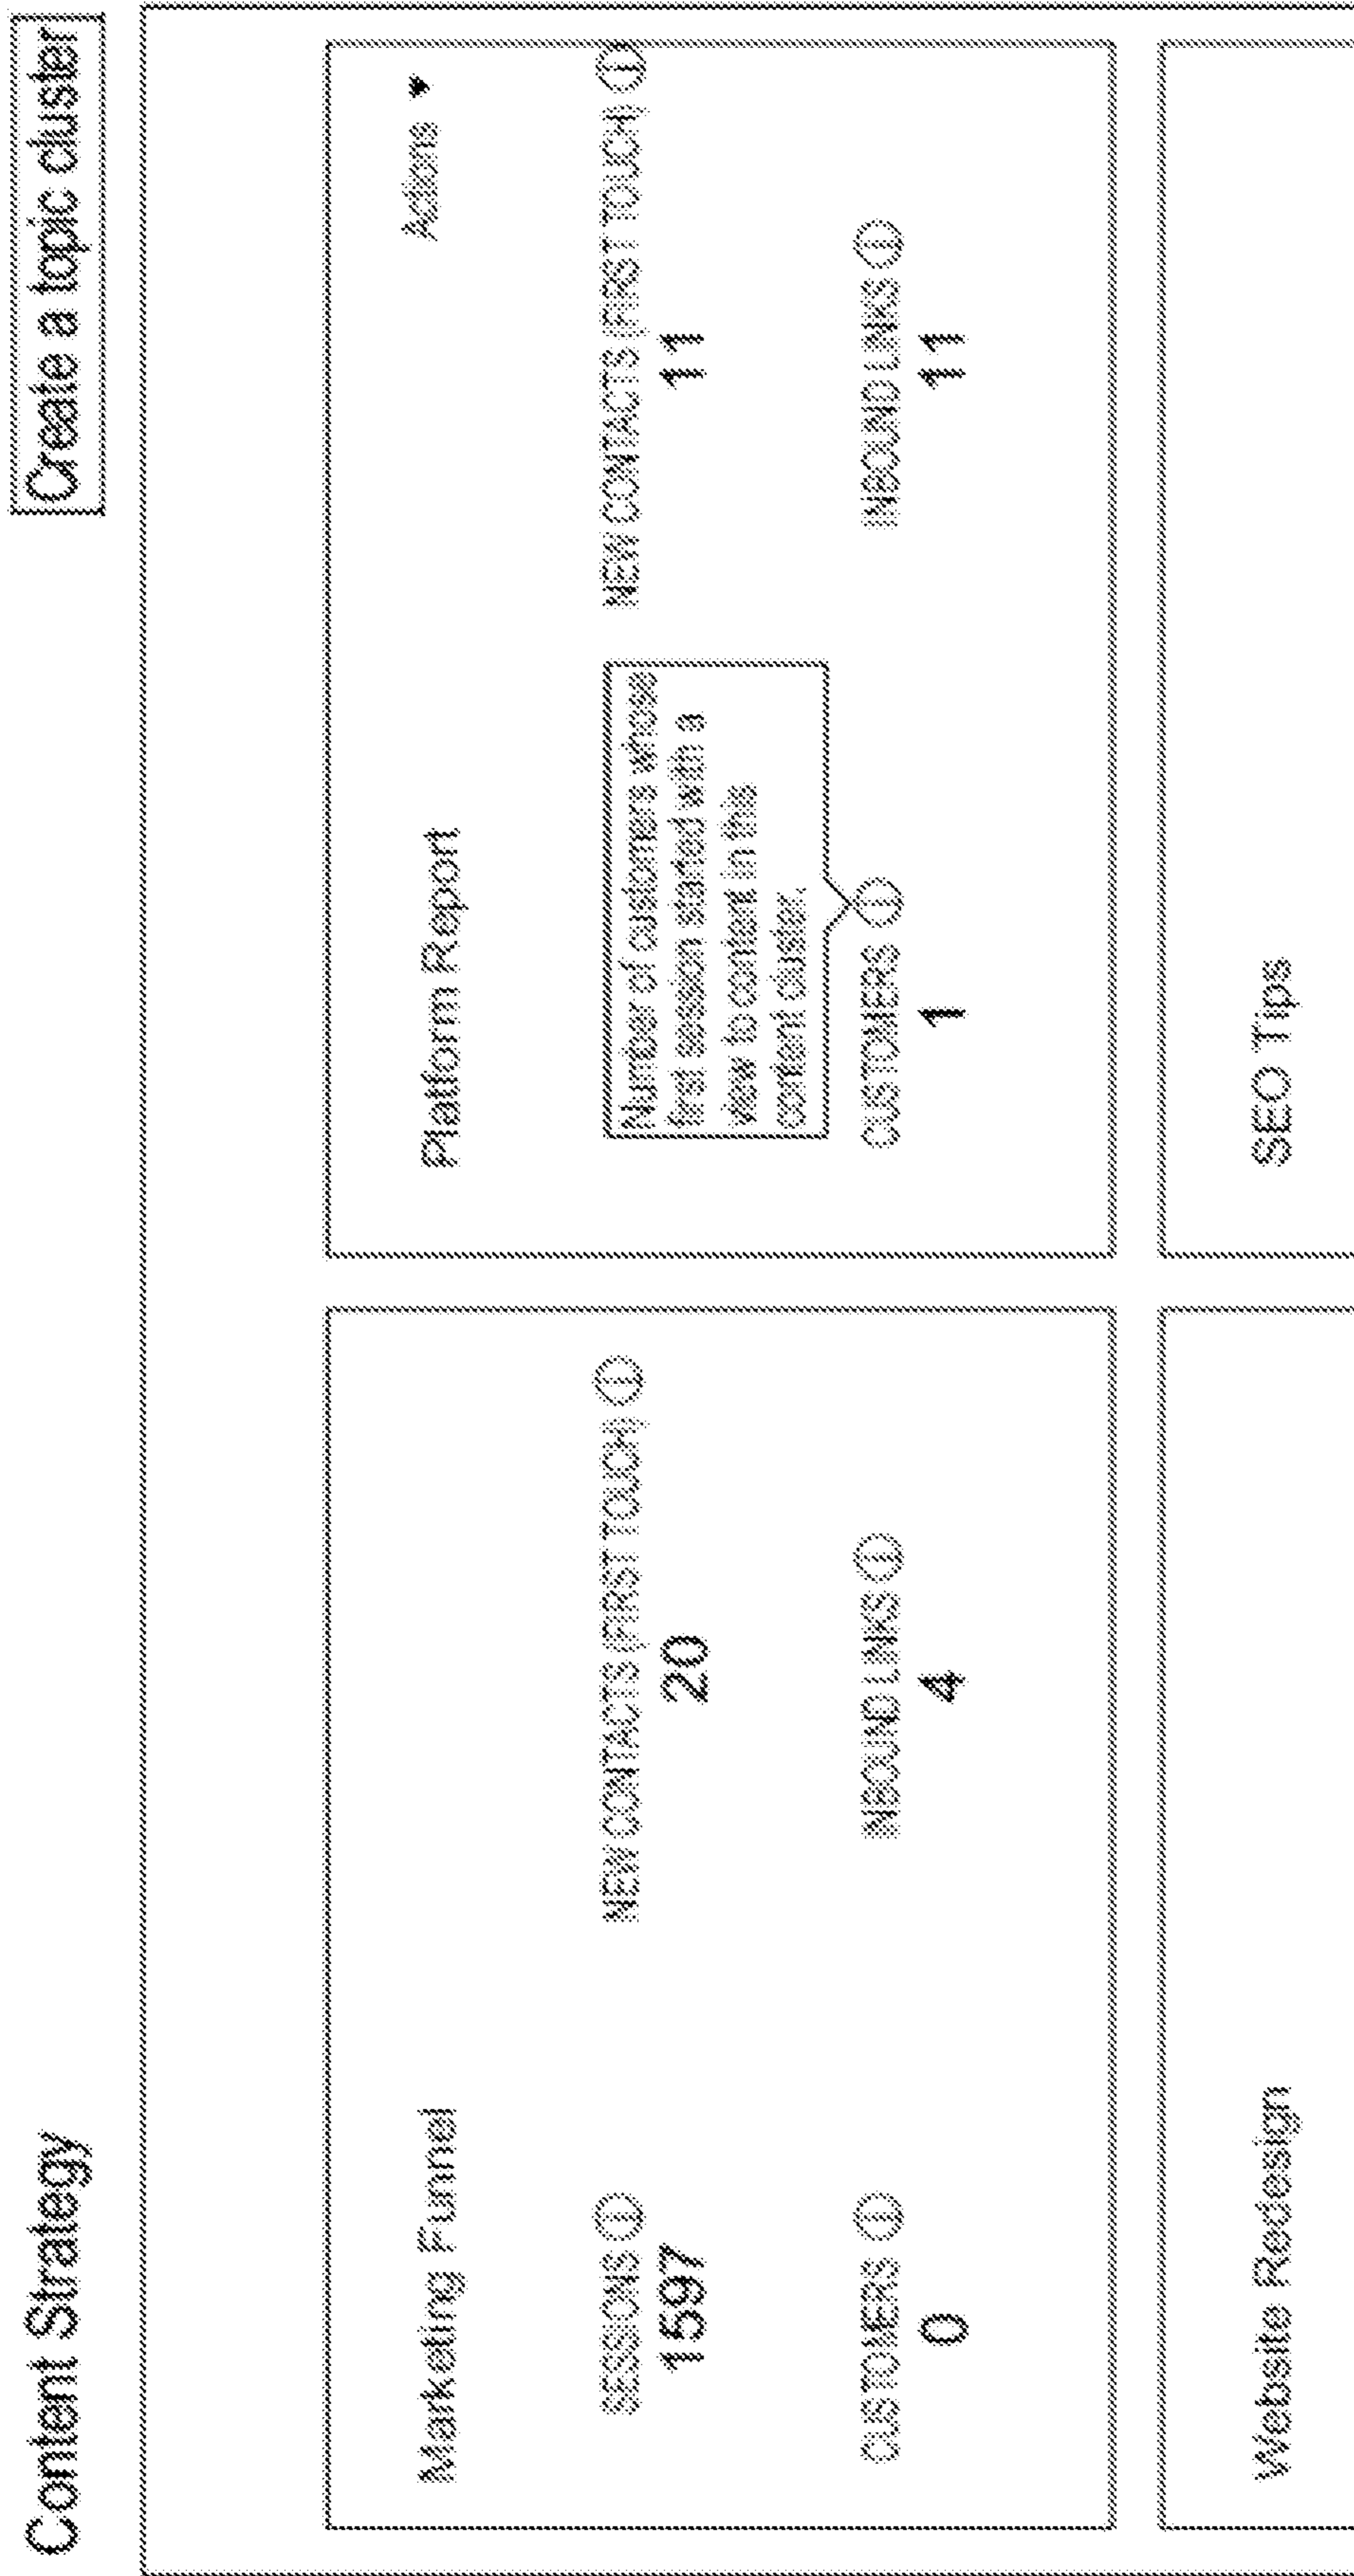 Content Strategy
Create a topic cluster
Marketing Funnel
SESSIONS ⓘ
1597
NEW CONTACTS (FIRST TOUCH) ⓘ
20
CUSTOMERS ⓘ
0
INBOUND LINKS ⓘ
4
Platform Report
Actions ▼
Number of customers whose
first session started with a
view to content in this
content cluster.
NEW CONTACTS (FIRST TOUCH) ⓘ
11
CUSTOMERS ⓘ
1
INBOUND LINKS ⓘ
11
Website Redesign
SEO Tips